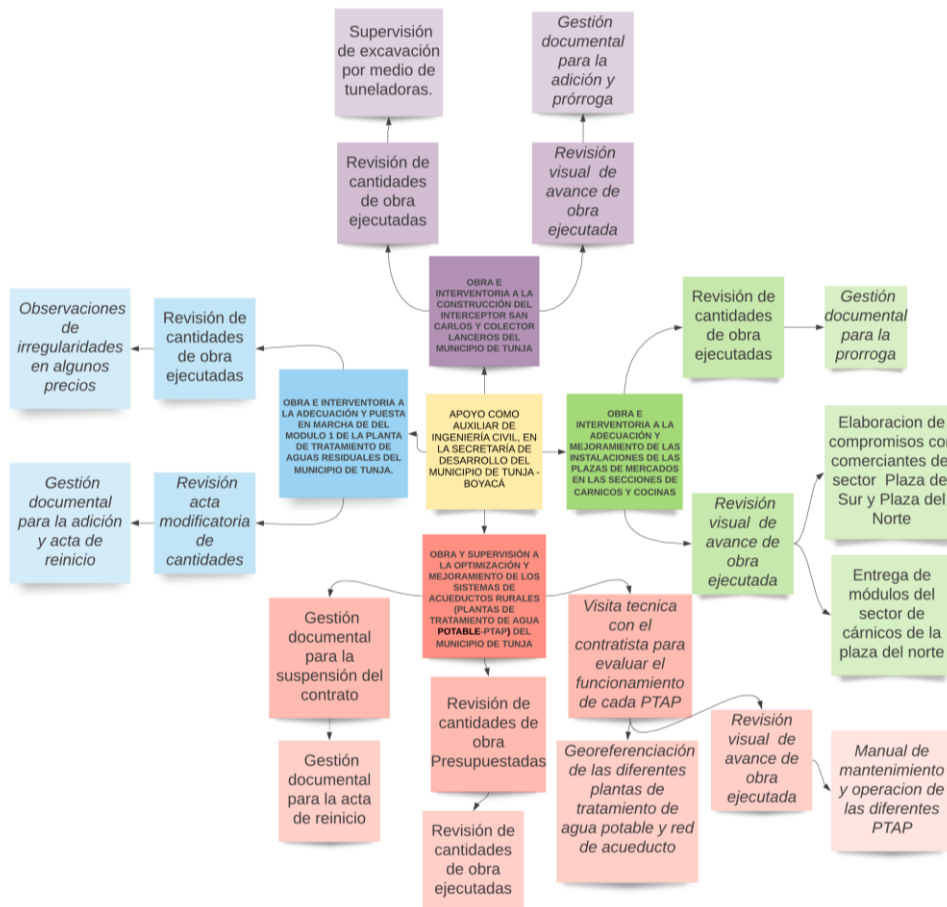 Supervisión
de excavación
por medio de
tuneladoras.
Gestión
documental
para la
adición y
prórroga
Revisión de
cantidades
de obra
ejecutadas
Revisión
visual de
avance de
obra
ejecutada
OBRA E
INTERVENTORIA A LA
CONSTRUCCIÓN DEL
INTERCEPTOR SAN
CARLOS Y COLECTOR
LANCEROS DEL
MUNICIPIO DE TUNJA
Observaciones
de
irregularidades
en algunos
precios
Revisión de
cantidades
de obra
ejecutadas
Revisión de
cantidades
de obra
ejecutadas
Gestión
documental
para la
prorroga
OBRA E INTERVENTORIA A
LA ADECUACIÓN Y PUESTA
EN MARCHA DE DEL
MODULO 1 DE LA PLANTA
DE TRATAMIENTO DE
AGUAS RESIDUALES DEL
MUNICIPIO DE TUNJA.
APOYO COMO
AUXILIAR DE
INGENIERÍA CIVIL, EN
LA SECRETARÍA DE
DESARROLLO DEL
MUNICIPIO DE TUNJA -
BOYACÁ
OBRA E
INTERVENTORIA A LA
ADECUACIÓN Y
MEJORAMIENTO DE LAS
INSTALACIONES DE LAS
PLAZAS DE MERCADOS
EN LAS SECCIONES DE
CARNICOS Y COCINAS
Elaboracion de
compromisos con
comerciantes del
sector Plaza del
Sur y Plaza del
Norte
Gestión
documental
para la adición
y acta de
reinicio
Revisión
acta
modificatoria
de
cantidades
Revisión
visual de
avance de
obra
ejecutada
Entrega de
módulos del
sector de
cárnicos de la
plaza del norte
OBRA Y SUPERVISIÓN A
LA OPTIMIZACIÓN Y
MEJORAMIENTO DE LOS
SISTEMAS DE
ACUEDUCTOS RURALES
(PLANTAS DE
TRATAMIENTO DE AGUA
POTABLE-PTAP) DEL
MUNICIPIO DE TUNJA
Gestión
documental
para la
suspensión del
contrato
Visita tecnica
con el
contratista para
evaluar el
funcionamiento
de cada PTAP
Revisión de
cantidades de
obra
Presupuestadas
Gestión
documental
para la acta
de reinicio
Georeferenciación
de las diferentes
plantas de
tratamiento de
agua potable y red
de acueducto
Revisión
visual de
avance de
obra
ejecutada
Manual de
mantenimiento
y operacion de
las diferentes
PTAP
Revisión de
cantidades
de obra
ejecutadas